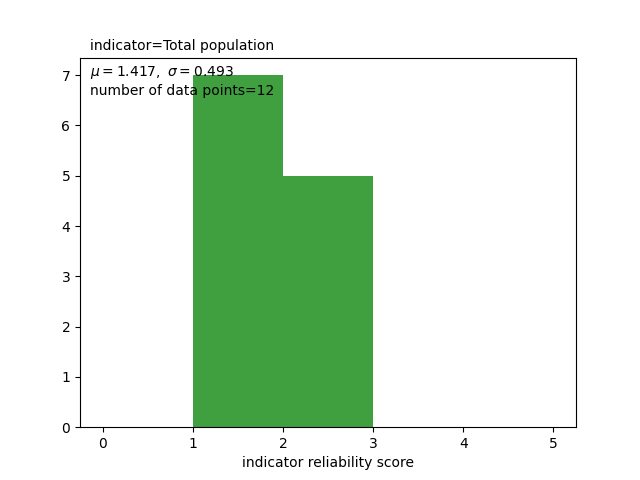 indicator=Total population
μ = 1.417, σ = 0.493
number of data points=12
7
6
5
4
3
2
1
0
0 1 2 3 4 5
indicator reliability score